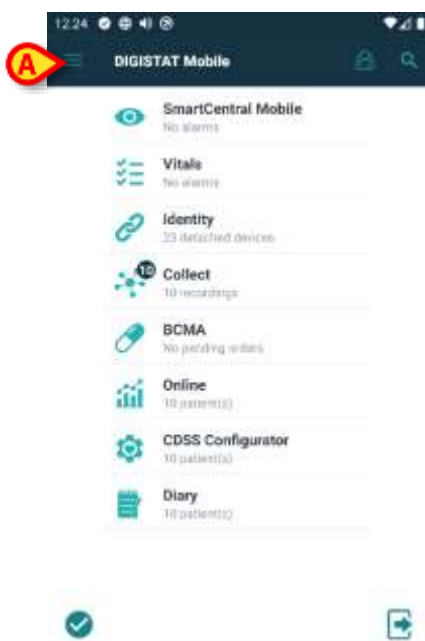 12.24
A
DIGISTAT Mobile
SmartCentral Mobile
No alarms
Vitals
No alarms
Identity
23 detached devices
10
Collect
10 recordings
BCMA
No pending orders
Online
10 patient(s)
CDSS Configurator
10 patient(s)
Diary
10 patient(s)